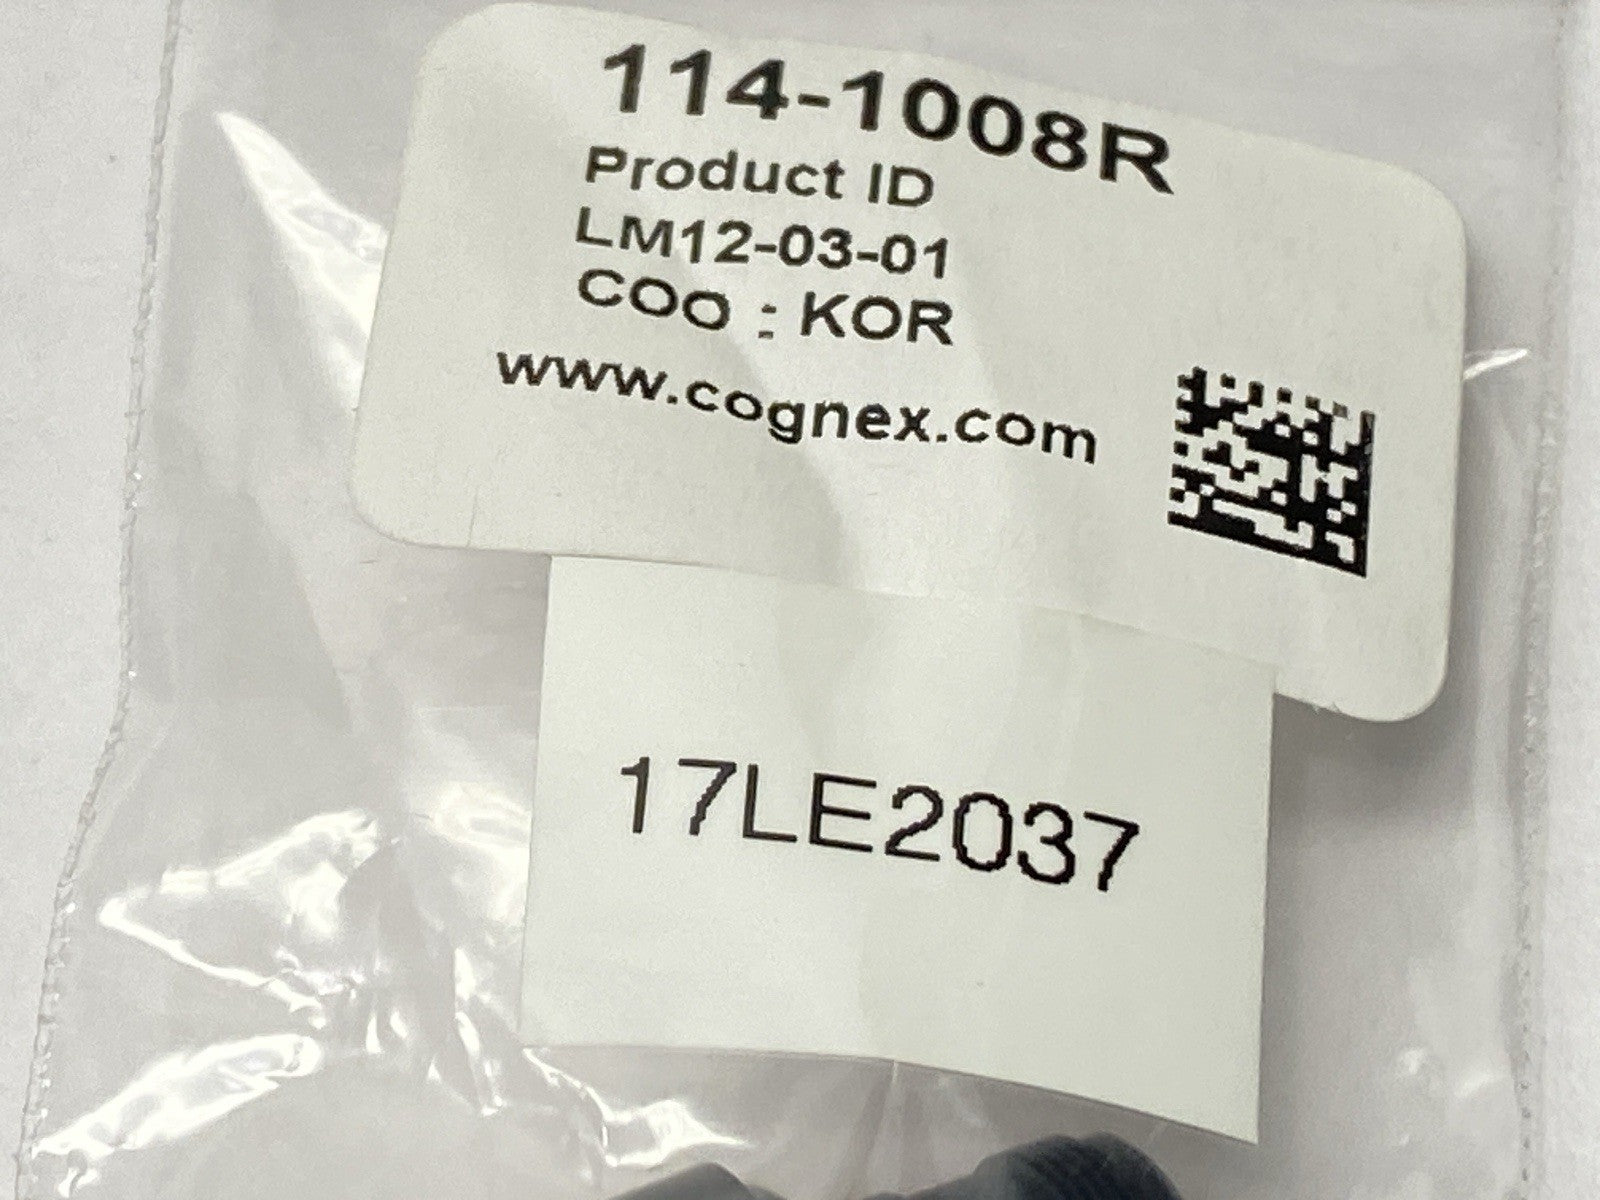 114-1008R
Product ID
LM12-03-01
COO : KOR
www.cognex.com
17LE2037